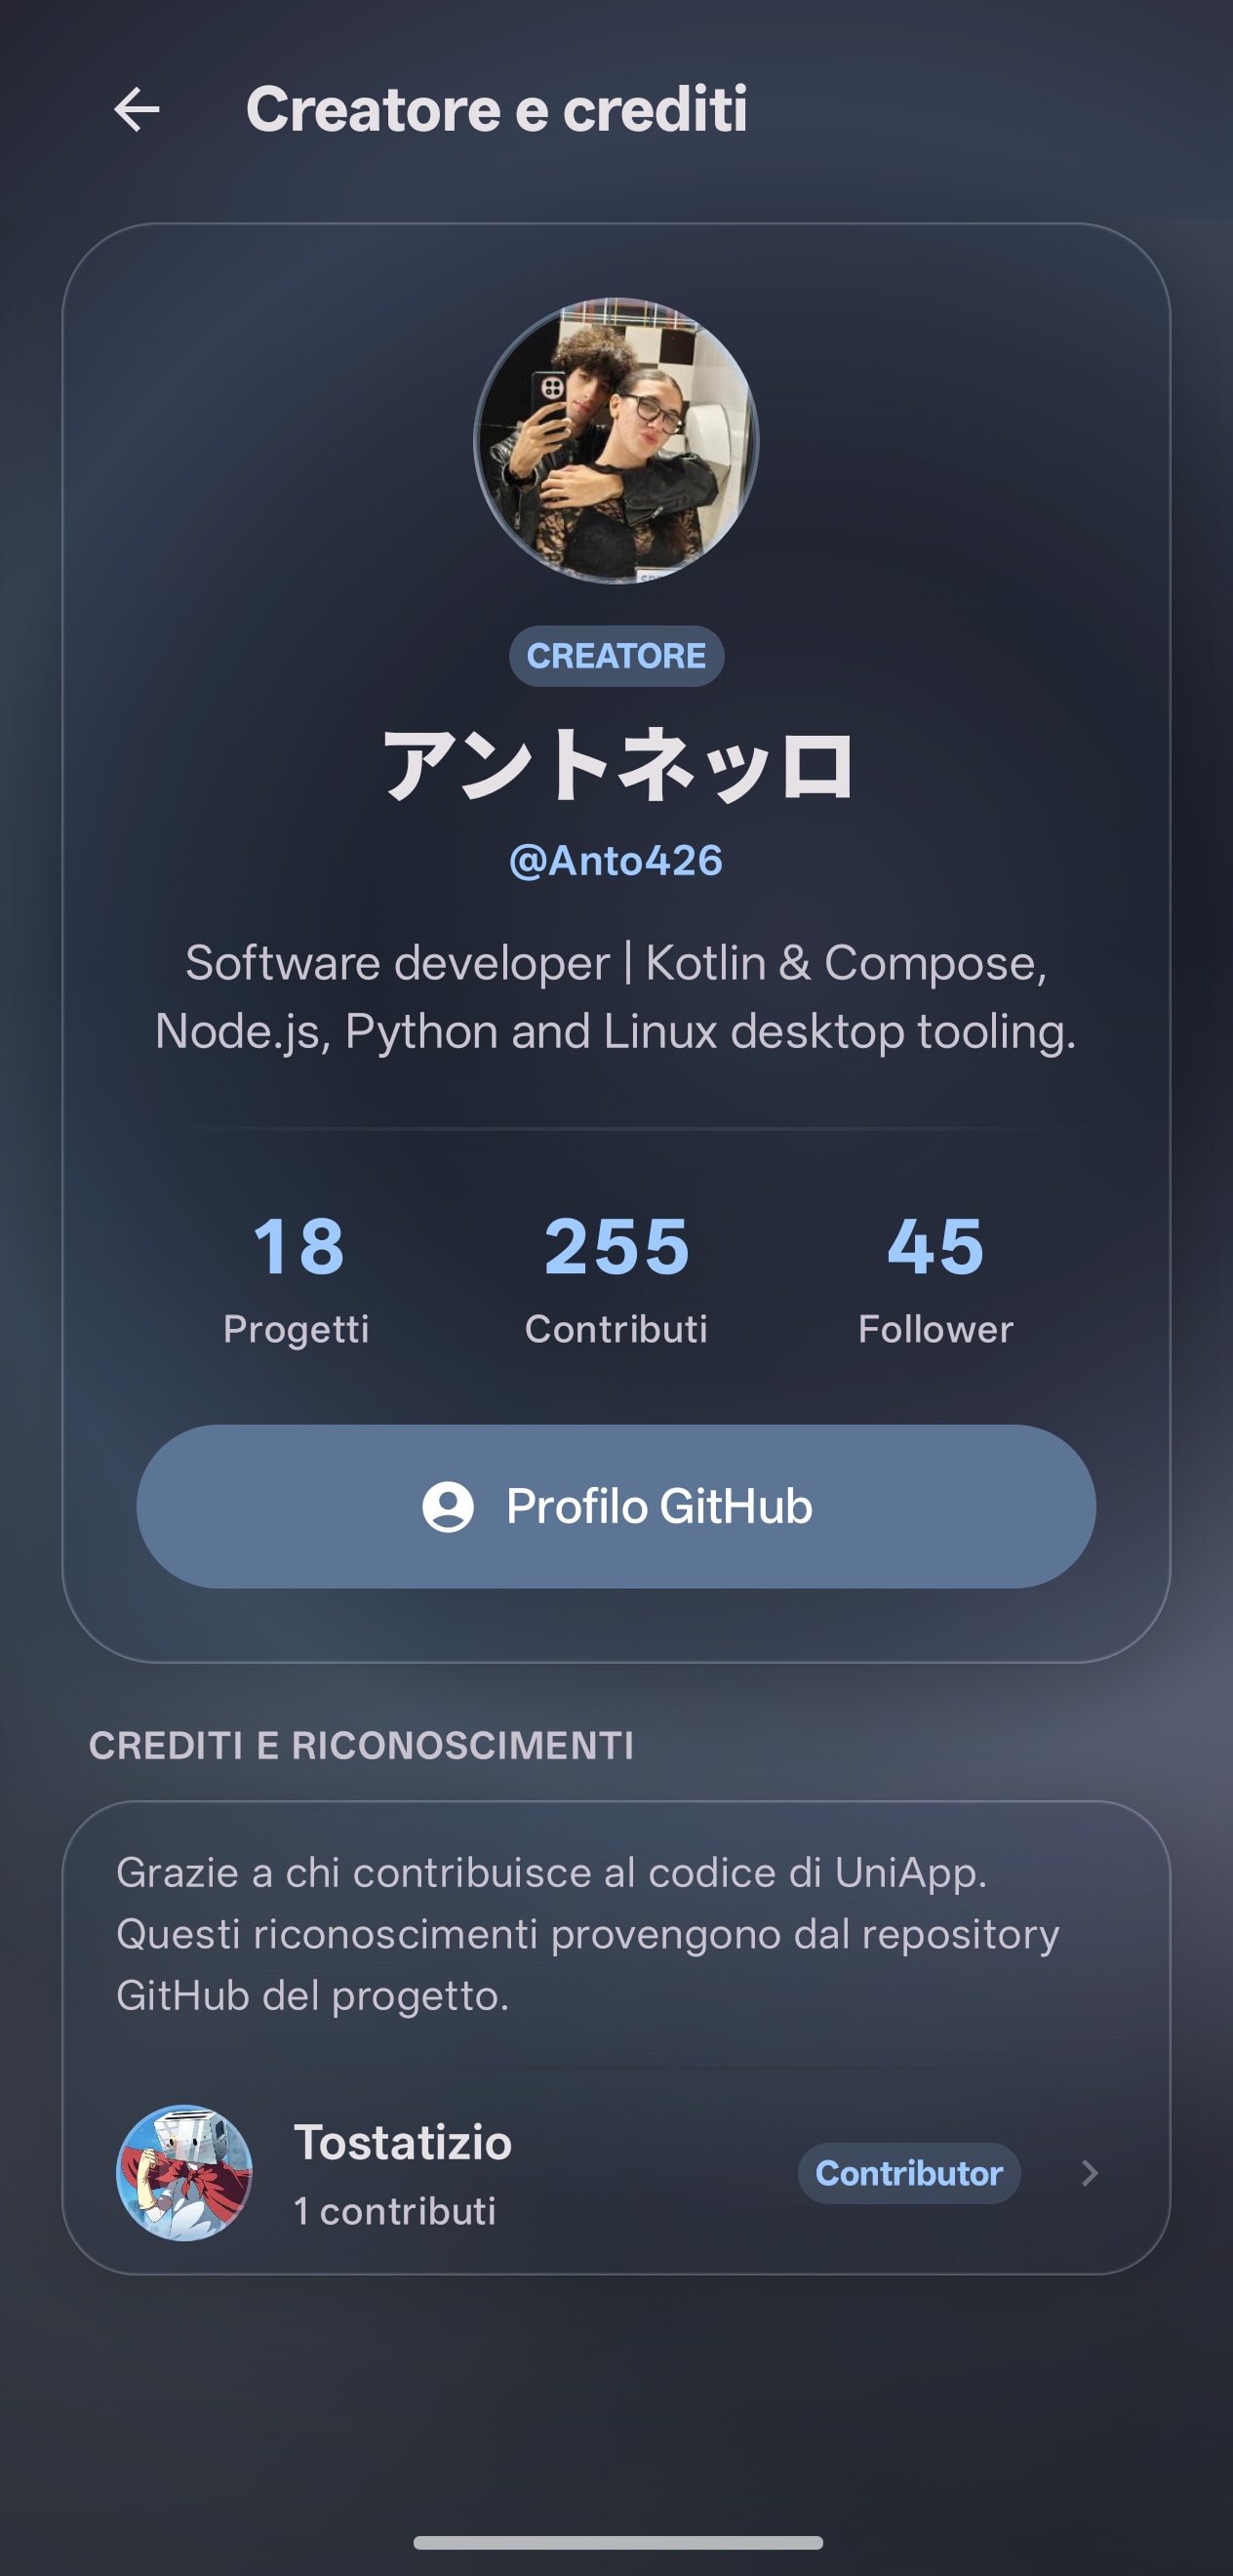 Creatore e crediti
CREATORE
アントネッロ
@Anto426
Software developer | Kotlin & Compose,
Node.js, Python and Linux desktop tooling.
18 255 45
Progetti Contributi Follower
Profilo GitHub
CREDITI E RICONOSCIMENTI
Grazie a chi contribuisce al codice di UniApp.
Questi riconoscimenti provengono dal repository
GitHub del progetto.
Tostatizio
1 contributi
Contributor